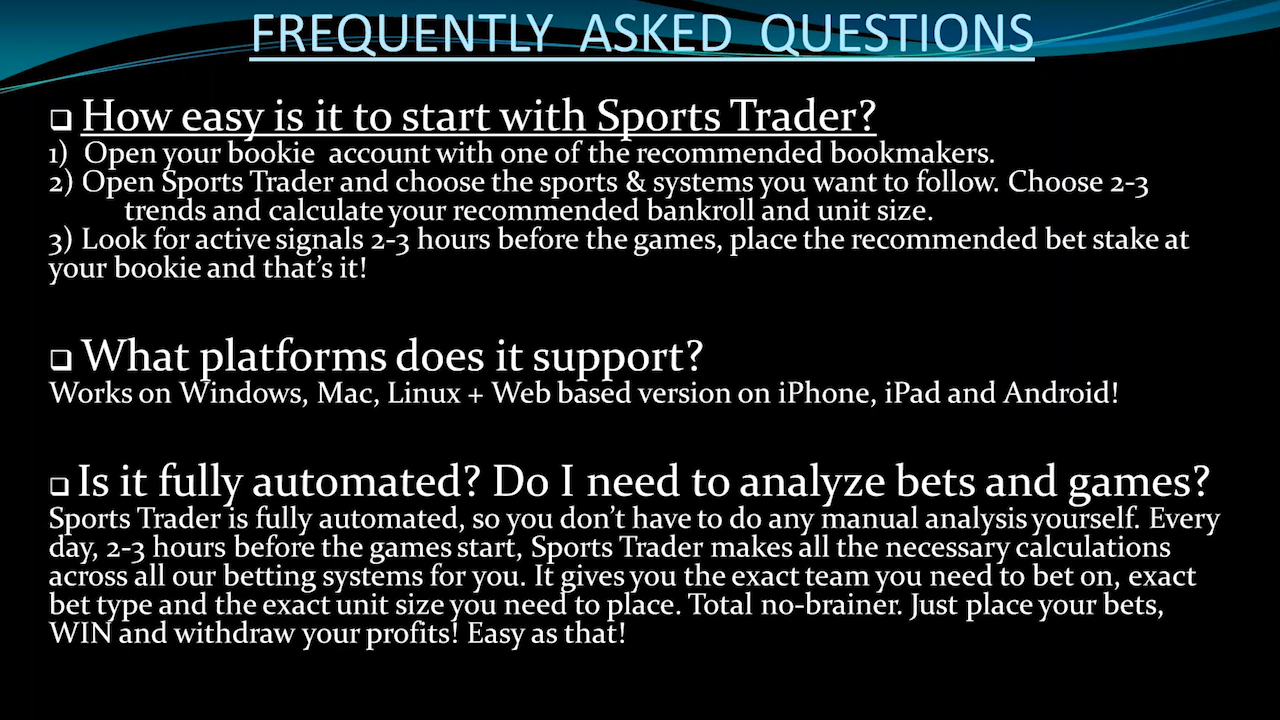 FREQUENTLY ASKED QUESTIONS
❑ How easy is it to start with Sports Trader?
1) Open your bookie account with one of the recommended bookmakers.
2) Open Sports Trader and choose the sports & systems you want to follow. Choose 2-3
trends and calculate your recommended bankroll and unit size.
3) Look for active signals 2-3 hours before the games, place the recommended bet stake at
your bookie and that's it!
❑ What platforms does it support?
Works on Windows, Mac, Linux + Web based version on iPhone, iPad and Android!
❑ Is it fully automated? Do I need to analyze bets and games?
Sports Trader is fully automated, so you don't have to do any manual analysis yourself. Every
day, 2-3 hours before the games start, Sports Trader makes all the necessary calculations
across all our betting systems for you. It gives you the exact team you need to bet on, exact
bet type and the exact unit size you need to place. Total no-brainer. Just place your bets,
WIN and withdraw your profits! Easy as that!